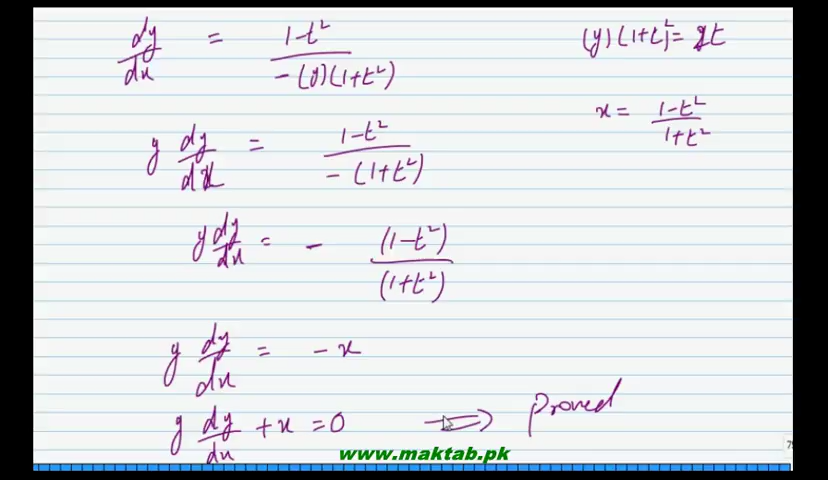 dy/dx = 1-t²/-(y)(1+t²)
(y)(1+t²)=2t
x = 1-t²/1+t²
y dy/dx = 1-t²/-(1+t²)
y dy/dx = - (1-t²)/(1+t²)
y dy/dx = -x
y dy/dx + x = 0 ⇒ Proved
www.maktab.pk